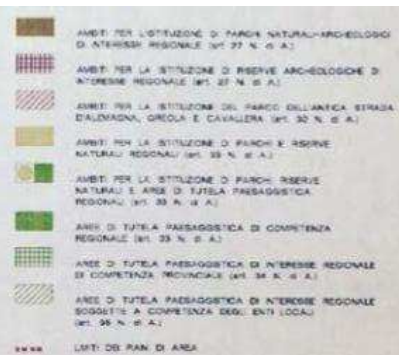 AMBITI PER L'ISTITUZIONE DI PARCHI NATURALI-ARCHEOLOGICI
DI INTERESSE REGIONALE (art. 27 N. di A.)
AMBITI PER LA ISTITUZIONE DI RISERVE ARCHEOLOGICHE DI
INTERESSE REGIONALE (art. 27 N. di A.)
AMBITI PER LA ISTITUZIONE DEL PARCO DELL'ANTICA STRADA
D'ALEMAGNA, GREOLA E CAVALLERA (art. 30 N. di A.)
AMBITI PER LA ISTITUZIONE DI PARCHI E RISERVE
NATURALI REGIONALI (art. 33 N. di A.)
AMBITI PER LA ISTITUZIONE DI PARCHI, RISERVE
NATURALI E AREE DI TUTELA PAESAGGISTICA
REGIONALI (art. 33 N. di A.)
AREE DI TUTELA PAESAGGISTICA DI COMPETENZA
REGIONALE (art. 33 N. di A.)
AREE DI TUTELA PAESAGGISTICA DI INTERESSE REGIONALE
DI COMPETENZA PROVINCIALE (art. 34 N. di A.)
AREE DI TUTELA PAESAGGISTICA DI INTERESSE REGIONALE
SOGGETTE A COMPETENZA DEGLI ENTI LOCALI
(art. 35 N. di A.)
LIMITI DEI PIANI DI AREA